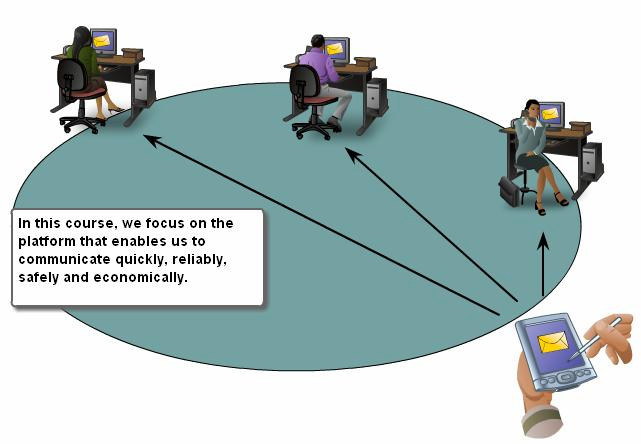 In this course, we focus on the
platform that enables us to
communicate quickly, reliably,
safely and economically.